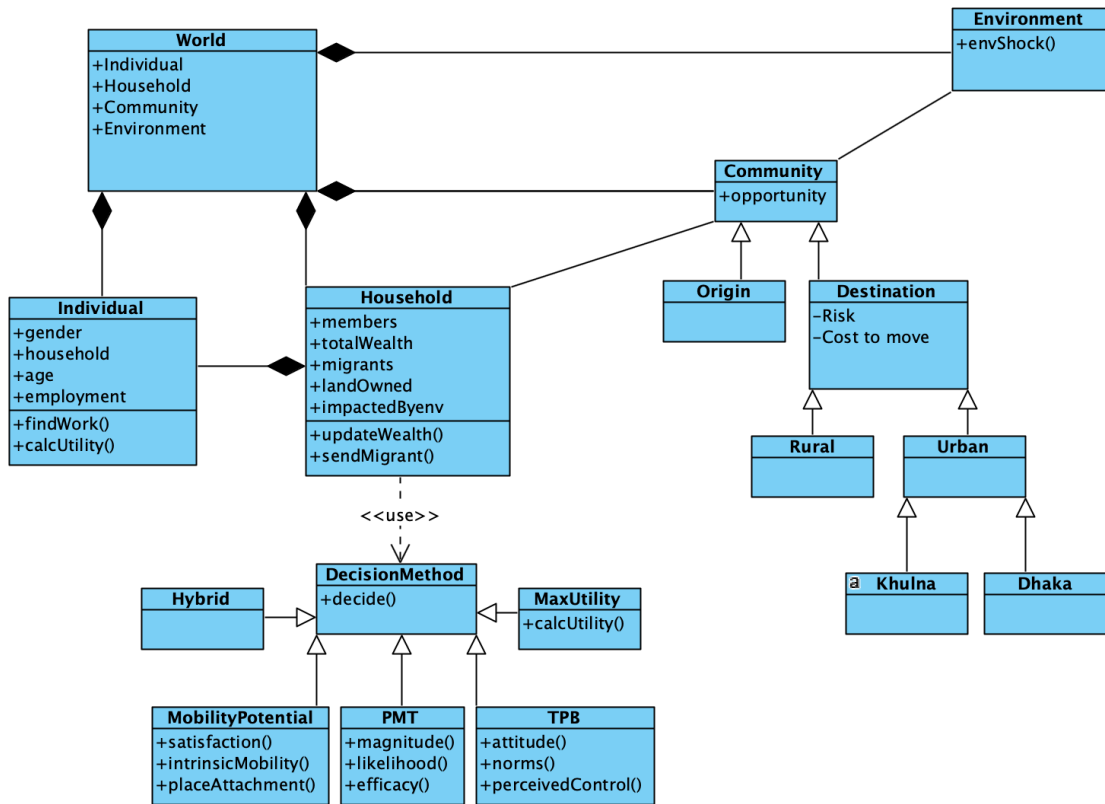 World
+Individual
+Household
+Community
+Environment
Environment
+envShock()
Community
+opportunity
Individual
+gender
+household
+age
+employment
+findWork()
+calcUtility()
Household
+members
+totalWealth
+migrants
+landOwned
+impactedByenv
+updateWealth()
+sendMigrant()
Origin
Destination
-Risk
-Cost to move
Rural
Urban
a Khulna
Dhaka
<<use>>
DecisionMethod
+decide()
Hybrid
MaxUtility
+calcUtility()
MobilityPotential
+satisfaction()
+intrinsicMobility()
+placeAttachment()
PMT
+magnitude()
+likelihood()
+efficacy()
TPB
+attitude()
+norms()
+perceivedControl()